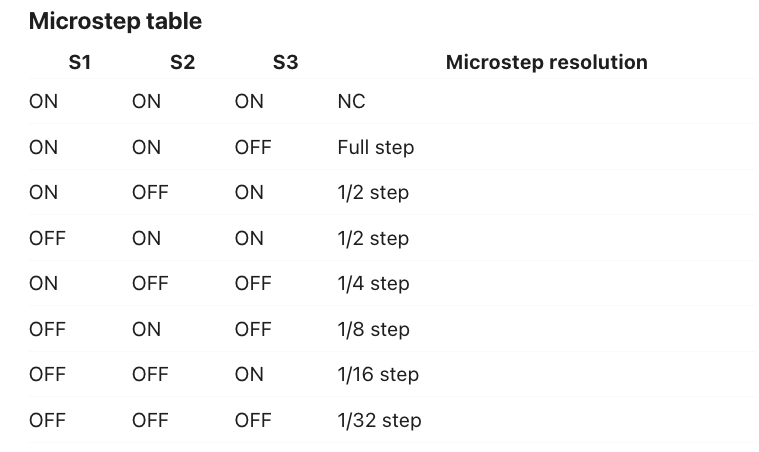 Microstep table
S1 S2 S3 Microstep resolution
ON ON ON NC
ON ON OFF Full step
ON OFF ON 1/2 step
OFF ON ON 1/2 step
ON OFF OFF 1/4 step
OFF ON OFF 1/8 step
OFF OFF ON 1/16 step
OFF OFF OFF 1/32 step